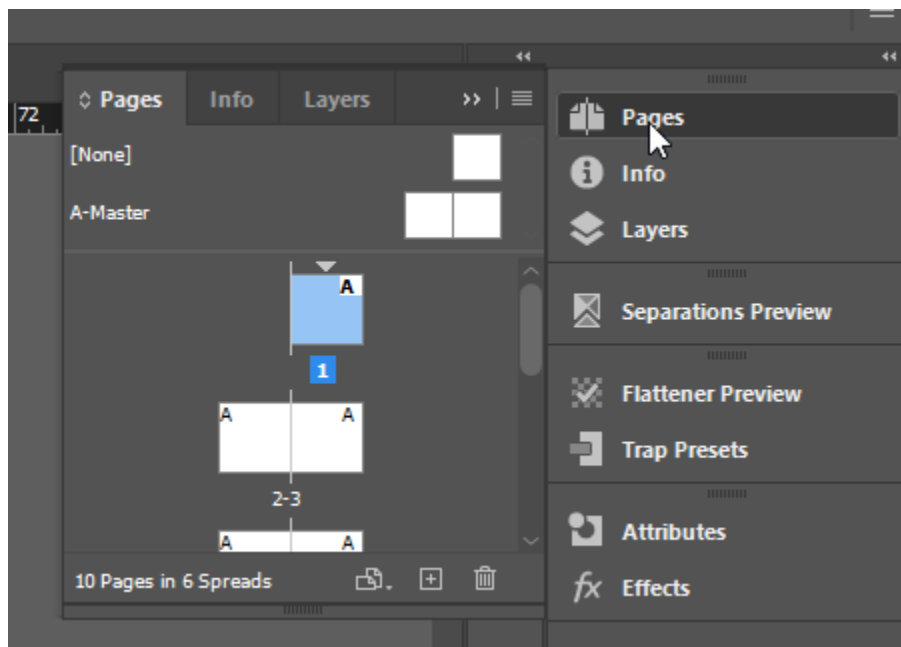 72
Pages Info Layers
[None]
A-Master
A
1
A A
2-3
A A
10 Pages in 6 Spreads
Pages
Info
Layers
Separations Preview
Flattener Preview
Trap Presets
Attributes
fx Effects